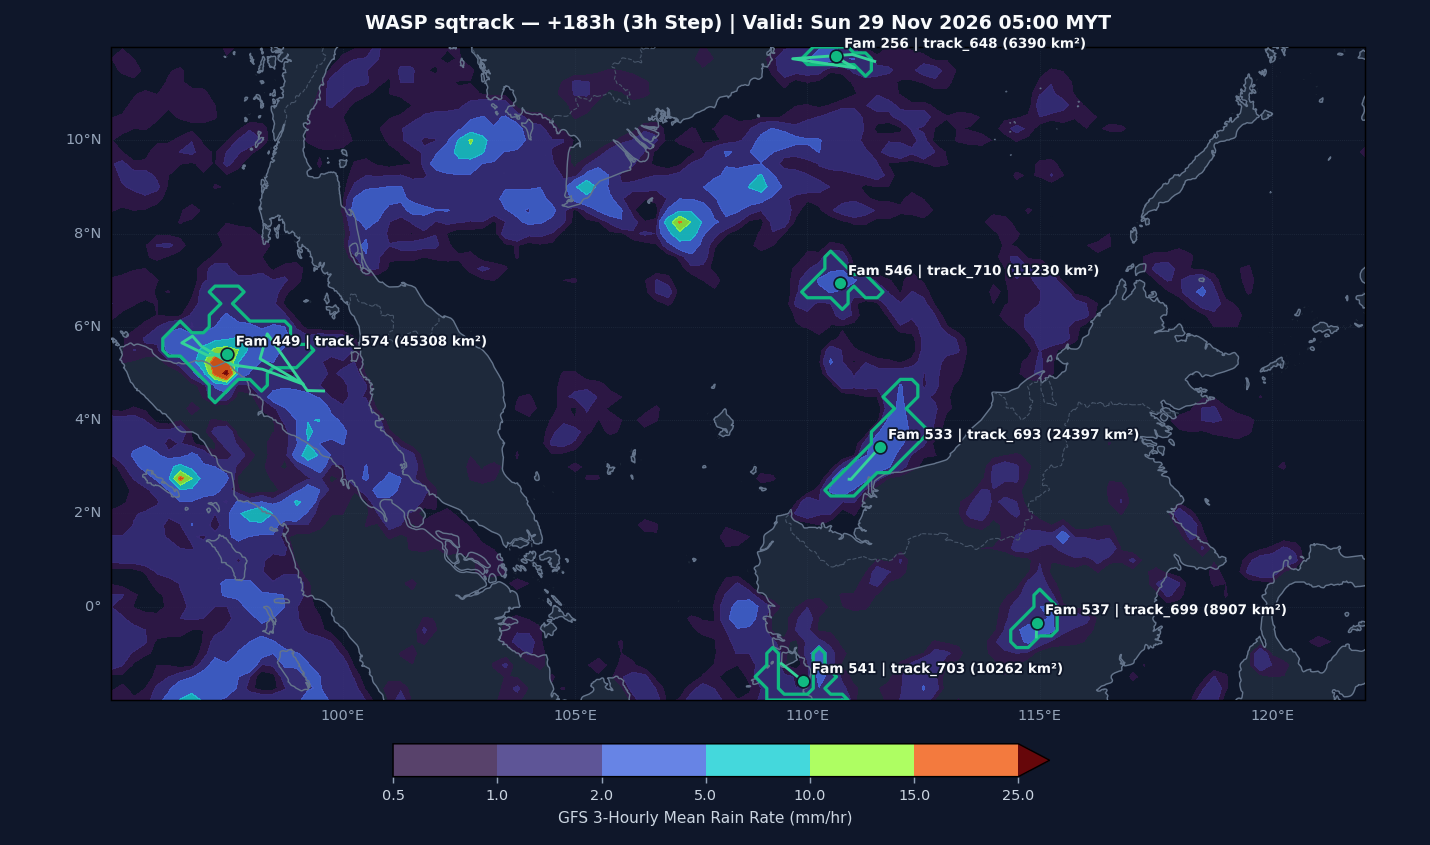 WASP sqtrack — +183h (3h Step) | Valid: Sun 29 Nov 2026 05:00 MYT
Fam 256 | track_648 (6390 km²)
10°N
8°N
Fam 546 | track_710 (11230 km²)
6°N
Fam 449 | track_574 (45308 km²)
4°N
Fam 533 | track_693 (24397 km²)
2°N
0°
Fam 537 | track_699 (8907 km²)
Fam 541 | track_703 (10262 km²)
100°E 105°E 110°E 115°E 120°E
0.5 1.0 2.0 5.0 10.0 15.0 25.0
GFS 3-Hourly Mean Rain Rate (mm/hr)